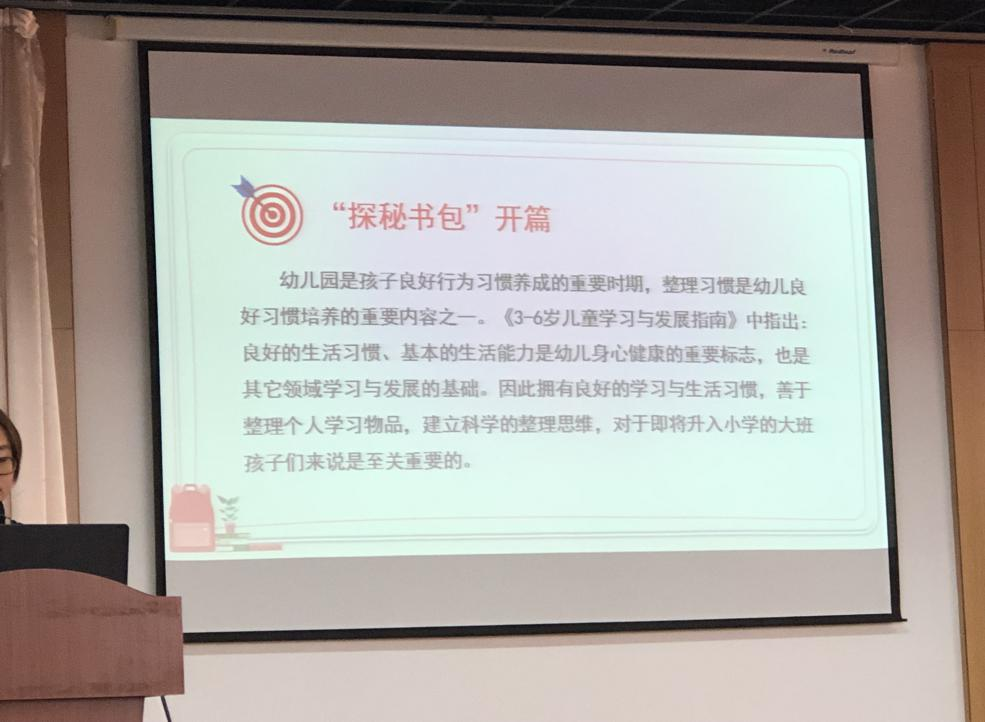 “探秘书包”开篇
幼儿园是孩子良好行为习惯养成的重要时期，整理习惯是幼儿良
好习惯培养的重要内容之一。《3-6岁儿童学习与发展指南》中指出：
良好的生活习惯、基本的生活能力是幼儿身心健康的重要标志，也是
其它领域学习与发展的基础。因此拥有良好的学习与生活习惯，善于
整理个人学习物品，建立科学的整理思维，对于即将升入小学的大班
孩子们来说是至关重要的。